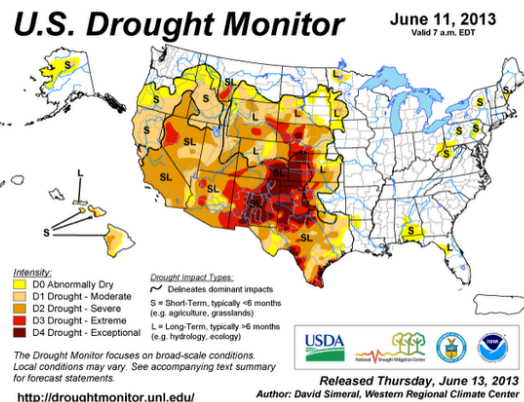 U.S. Drought Monitor
June 11, 2013
Valid 7 a.m. EDT
S
SL
L
S
S
SL
L
L
S
S
S
S
S
SL
SL
SL
L
L
SL
SL
S
L
L
S
Intensity:
D0 Abnormally Dry
D1 Drought - Moderate
D2 Drought - Severe
D3 Drought - Extreme
D4 Drought - Exceptional
Drought Impact Types:
Delineates dominant impacts
S = Short-Term, typically <6 months
(e.g. agriculture, grasslands)
L = Long-Term, typically >6 months
(e.g. hydrology, ecology)
The Drought Monitor focuses on broad-scale conditions.
Local conditions may vary. See accompanying text summary
for forecast statements.
http://droughtmonitor.unl.edu/
USDA
National Drought Mitigation Center
Released Thursday, June 13, 2013
Author: David Simeral, Western Regional Climate Center